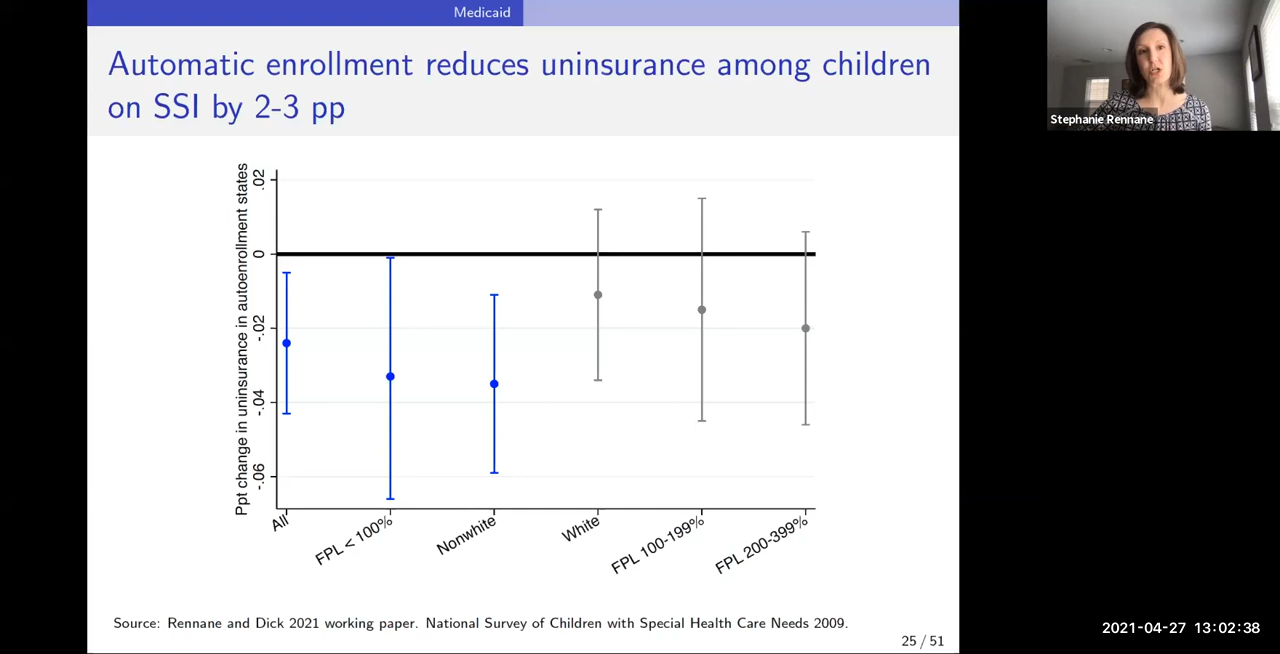 Medicaid
Automatic enrollment reduces uninsurance among children
on SSI by 2-3 pp
Ppt change in uninsurance in autoenrollment states
.02
0
-.02
-.04
-.06
All
FPL < 100%
Nonwhite
White
FPL 100-199%
FPL 200-399%
Source: Rennane and Dick 2021 working paper. National Survey of Children with Special Health Care Needs 2009.
25 / 51
Stephanie Rennane
2021-04-27 13:02:38